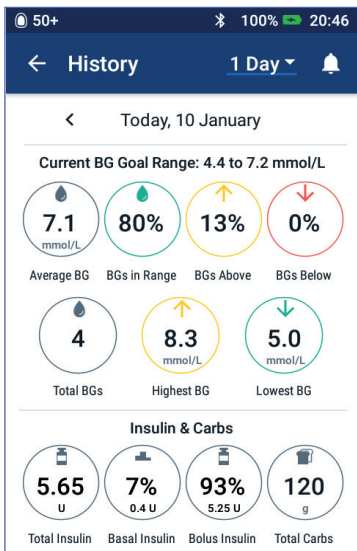 50+ 100% 20:46
History 1 Day
Today, 10 January
Current BG Goal Range: 4.4 to 7.2 mmol/L
7.1 80% 13% 0%
mmol/L
Average BG BGs in Range BGs Above BGs Below
4 8.3 5.0
mmol/L mmol/L
Total BGs Highest BG Lowest BG
Insulin & Carbs
5.65 7% 93% 120
U 0.4 U 5.25 U g
Total Insulin Basal Insulin Bolus Insulin Total Carbs